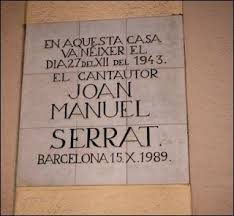 EN AQUESTA CASA
VA NÉIXER EL
DIA 27 DEL XII DEL 1943.
EL CANTAUTOR
JOAN
MANUEL
SERRAT.
BARCELONA 15.X.1989.